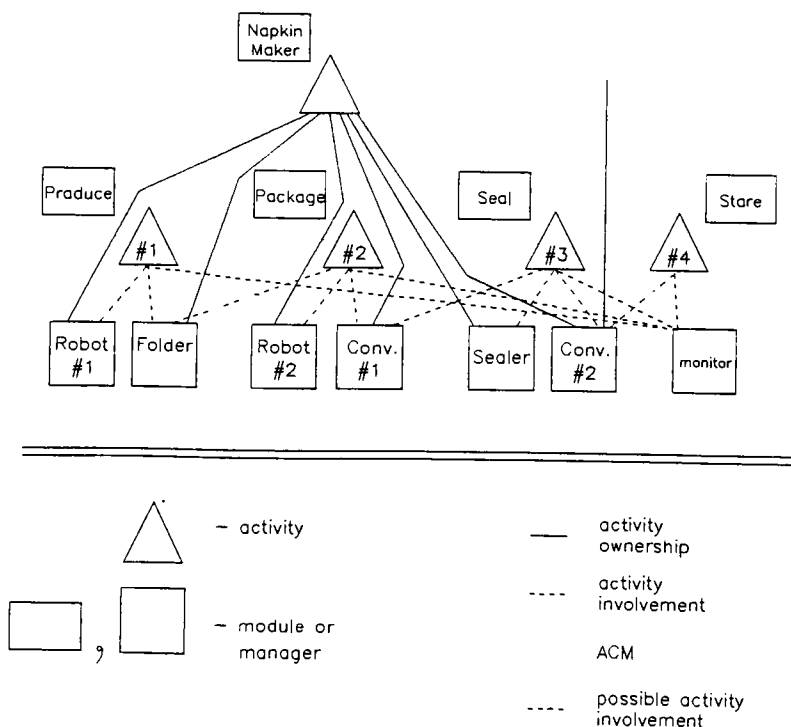 Napkin
Maker
Praduce
Package
Seal
Stare
#1
#2
#3
#4
Robot
#1
Folder
Robot
#2
Conv.
#1
Sealer
Conv.
#2
monitor
– activity
activity
ownership
activity
involvement
,
– module or
manager
ACM
possible activity
involvement